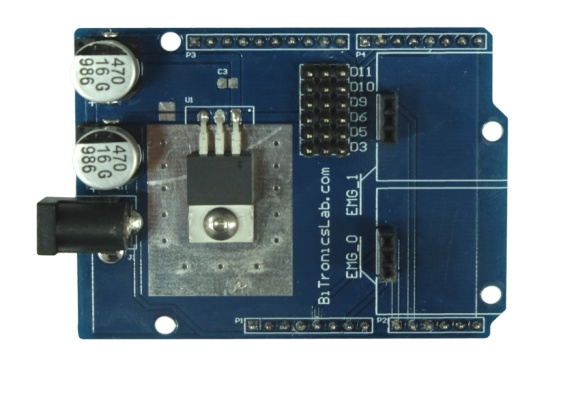 P3
P4
470
16 G
986
C3
U1
D11
D10
D9
D6
D5
D3
470
16 G
986
J1
BiTronicsLab.com
EMG_1
EMG_0
P1
P2